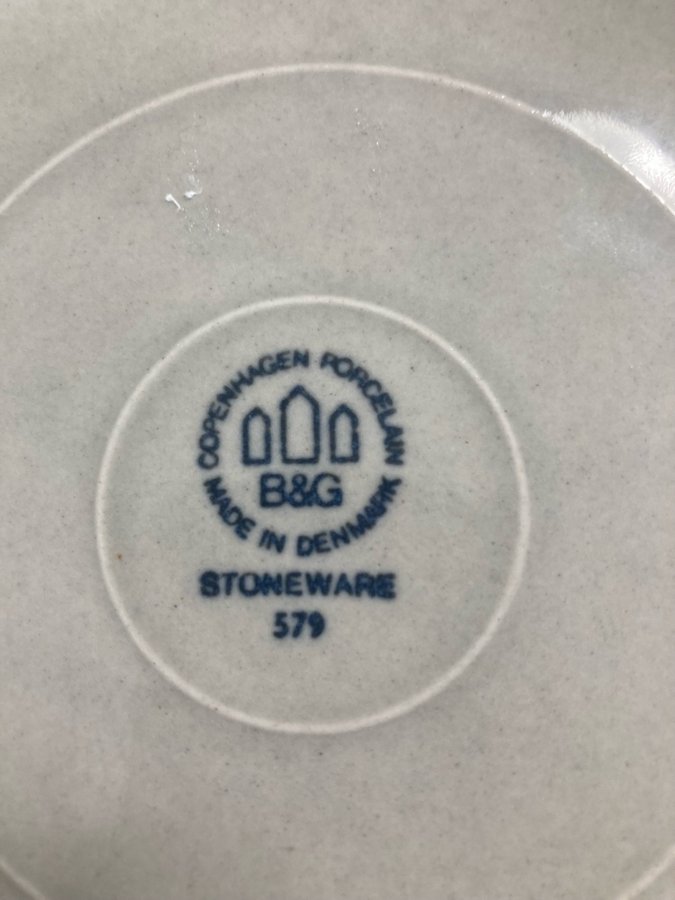 COPENHAGEN PORCELAIN
B&G
MADE IN DENMARK
STONEWARE
579